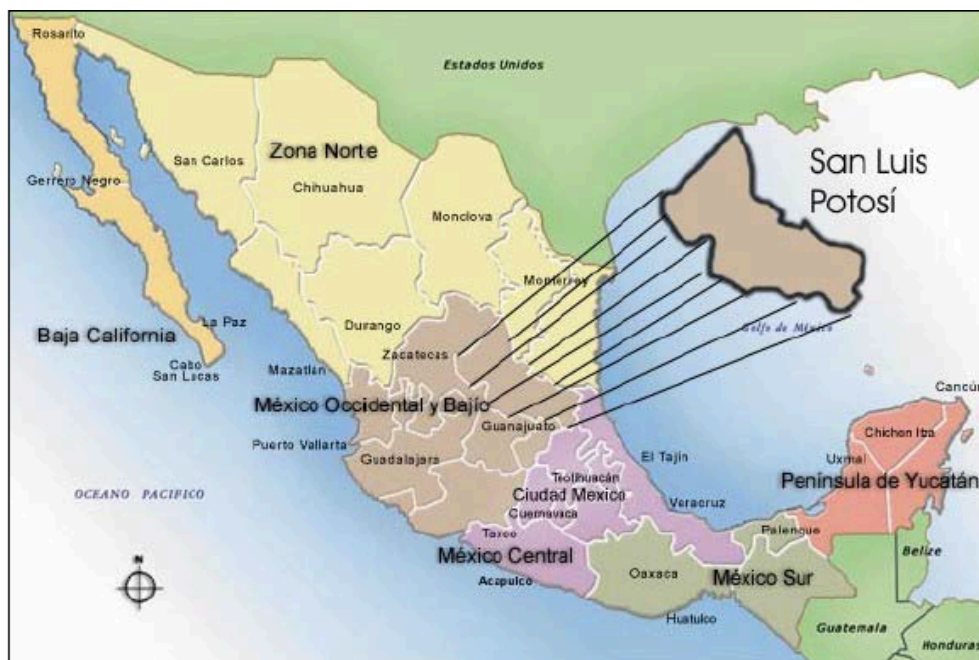 Rosarito
Estados Unidos
San Luis
Potosí
Zona Norte
San Carlos
Chihuahua
Gerrero Negro
Monclova
Monterrey
Baja California
La Paz
Durango
Golfo de México
Cabo
San Lucas
Zacatecas
Mazatlán
Cancún
México Occidental y Bajío
Guanajuato
Chichen Itza
Puerto Vallarta
Guadalajara
El Tajín
Uxmal
Península de Yucatán
Teotihuacán
Ciudad Mexico
OCEANO PACIFICO
Veracruz
Cuernavaca
Palenque
Taxco
México Central
Belize
N
Acapulco
Oaxaca
México Sur
Huatulco
Guatemala
Honduras